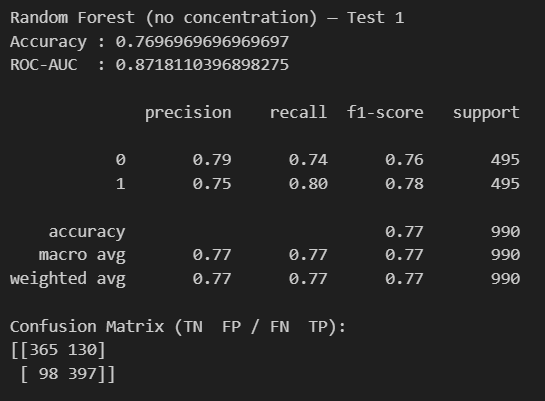 Random Forest (no concentration) — Test 1
Accuracy : 0.7696969696969697
ROC-AUC  : 0.8718110396898275
precision    recall  f1-score   support
0       0.79      0.74      0.76       495
1       0.75      0.80      0.78       495
accuracy                           0.77       990
macro avg       0.77      0.77      0.77       990
weighted avg       0.77      0.77      0.77       990
Confusion Matrix (TN  FP / FN  TP):
[[365 130]
 [ 98 397]]